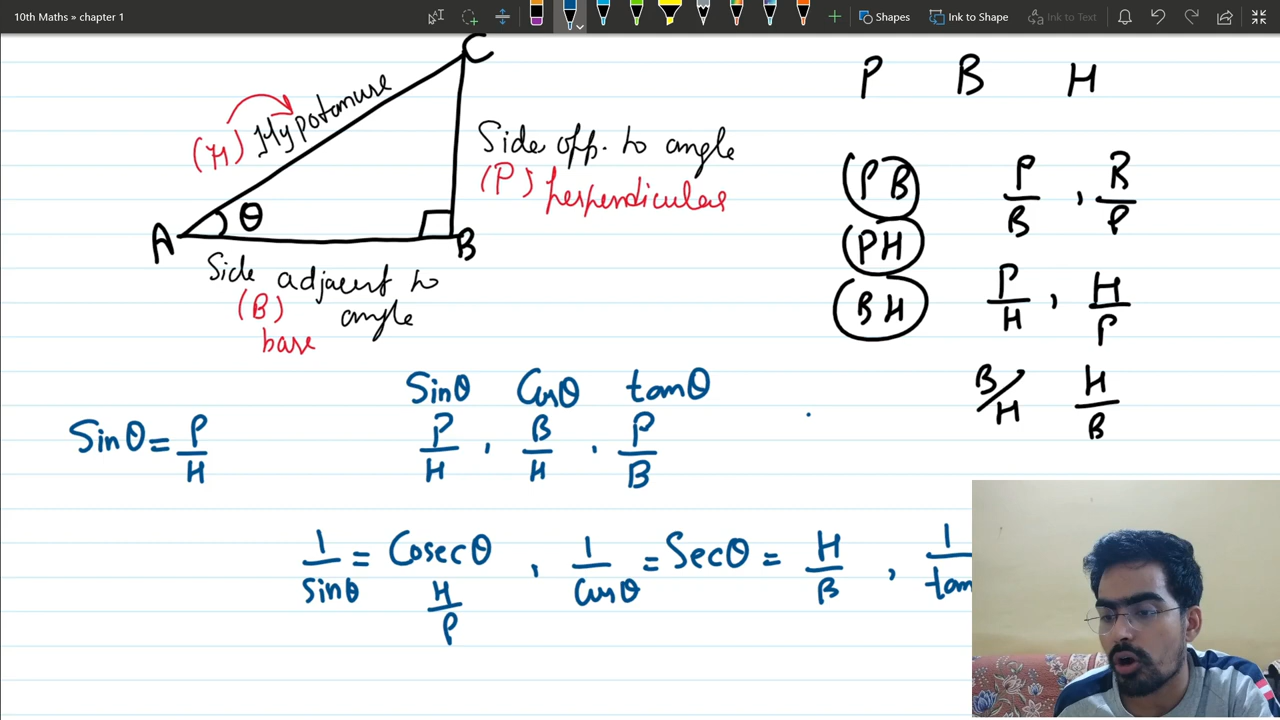 10th Maths » chapter 1
Shapes
Ink to Shape
Ink to Text
C
(H) Hypotanuse
Side opp. to angle
(P) perpendicular
A
θ
B
Side adjacent to
angle
(B)
base
P B H
PB
P/B , B/P
PH
P/H , H/P
BH
B/H H/B
Sinθ Cosθ tanθ
P/H , B/H . P/B
Sinθ = P/H
1/sinθ = Cosecθ
H/P
, 1/Cosθ = Secθ = H/B , 1/tan